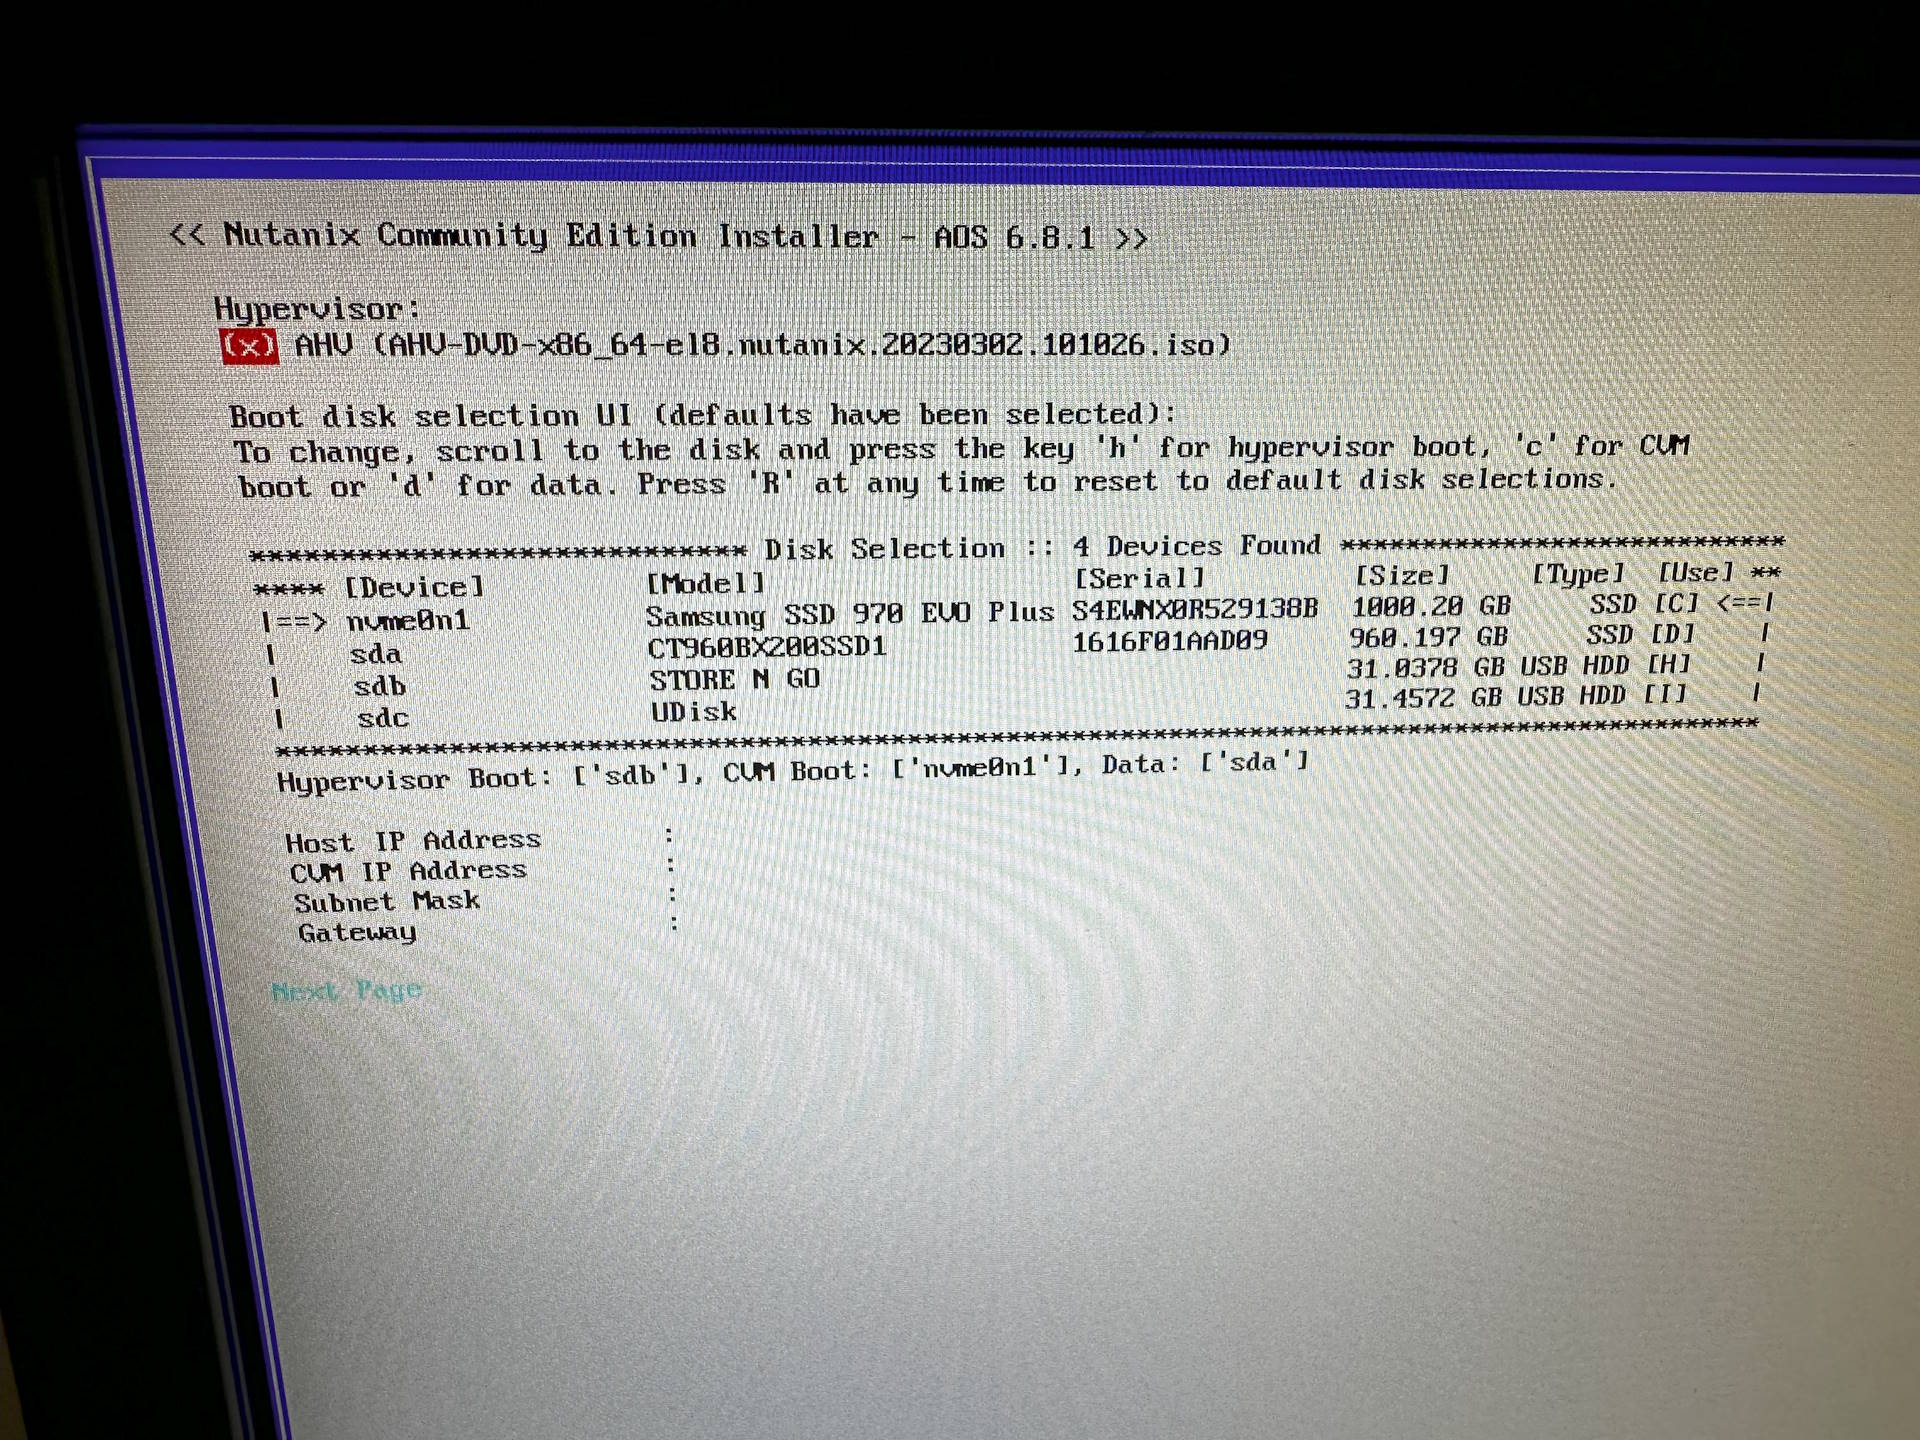 << Nutanix Community Edition Installer - AOS 6.8.1 >>
Hypervisor:
(x) AHV (AHV-DVD-x86_64-el8.nutanix.20230302.101026.iso)
Boot disk selection UI (defaults have been selected):
To change, scroll to the disk and press the key 'h' for hypervisor boot, 'c' for CVM
boot or 'd' for data. Press 'R' at any time to reset to default disk selections.
*************************** Disk Selection :: 4 Devices Found ***************************
**** [Device] [Model] [Serial] [Size] [Type] [Use] **
|==> nvme0n1 Samsung SSD 970 EVO Plus S4EWNX0R529138B 1000.20 GB SSD [C] <==|
| sda CT960BX200SSD1 1616F01AAD09 960.197 GB SSD [D] |
| sdb STORE N GO 31.0378 GB USB HDD [H] |
| sdc UDisk 31.4572 GB USB HDD [I] |
*****************************************************************************************
Hypervisor Boot: ['sdb'], CVM Boot: ['nvme0n1'], Data: ['sda']
Host IP Address :
CVM IP Address :
Subnet Mask :
Gateway :
Next Page